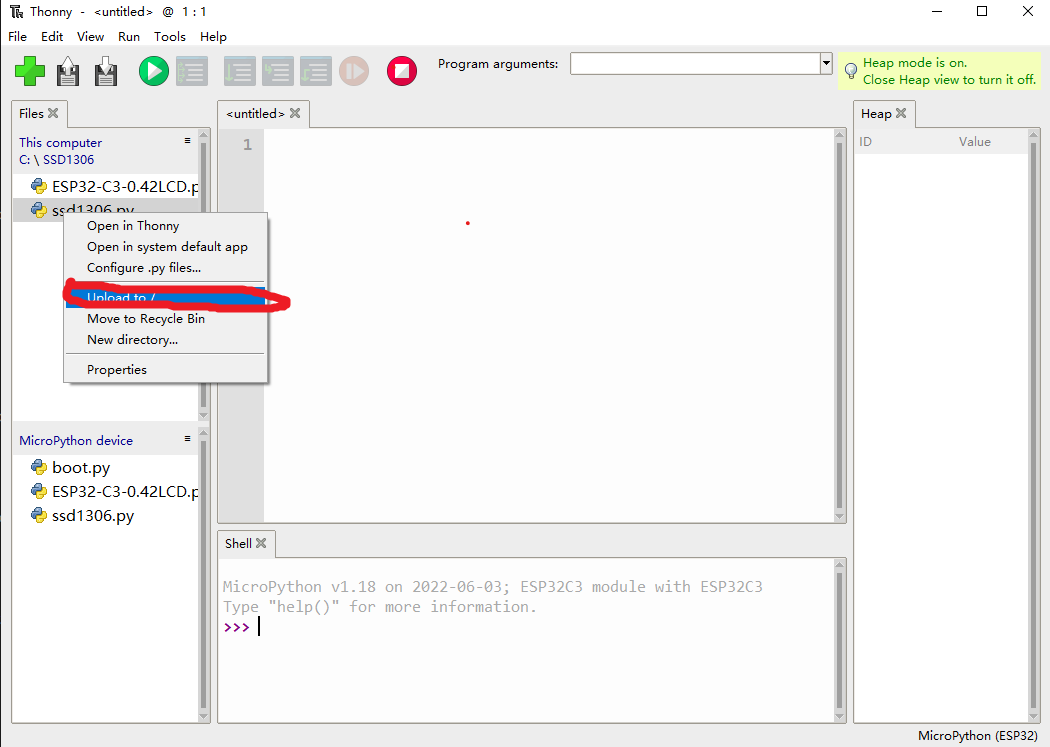 Thonny - <untitled> @ 1 : 1
File Edit View Run Tools Help
Program arguments:
Heap mode is on.
Close Heap view to turn it off.
Files
<untitled>
Heap
This computer
C: \ SSD1306
ESP32-C3-0.42LCD.p
ssd1306.py
Open in Thonny
Open in system default app
Configure .py files...
Upload to /
Move to Recycle Bin
New directory...
Properties
MicroPython device
boot.py
ESP32-C3-0.42LCD.p
ssd1306.py
1
ID Value
Shell
MicroPython v1.18 on 2022-06-03; ESP32C3 module with ESP32C3
Type "help()" for more information.
>>>
MicroPython (ESP32)